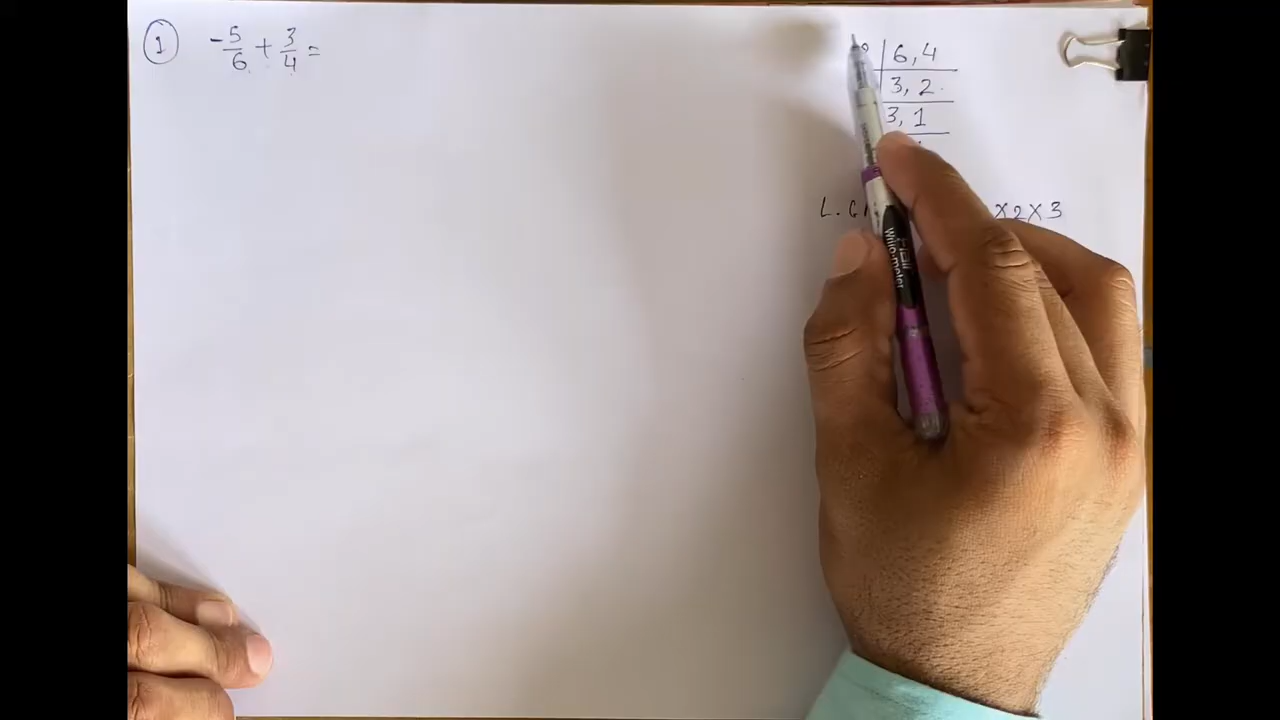 1 -5/6 + 3/4 =
6, 4
3, 2
3, 1
L. C X 2 X 3